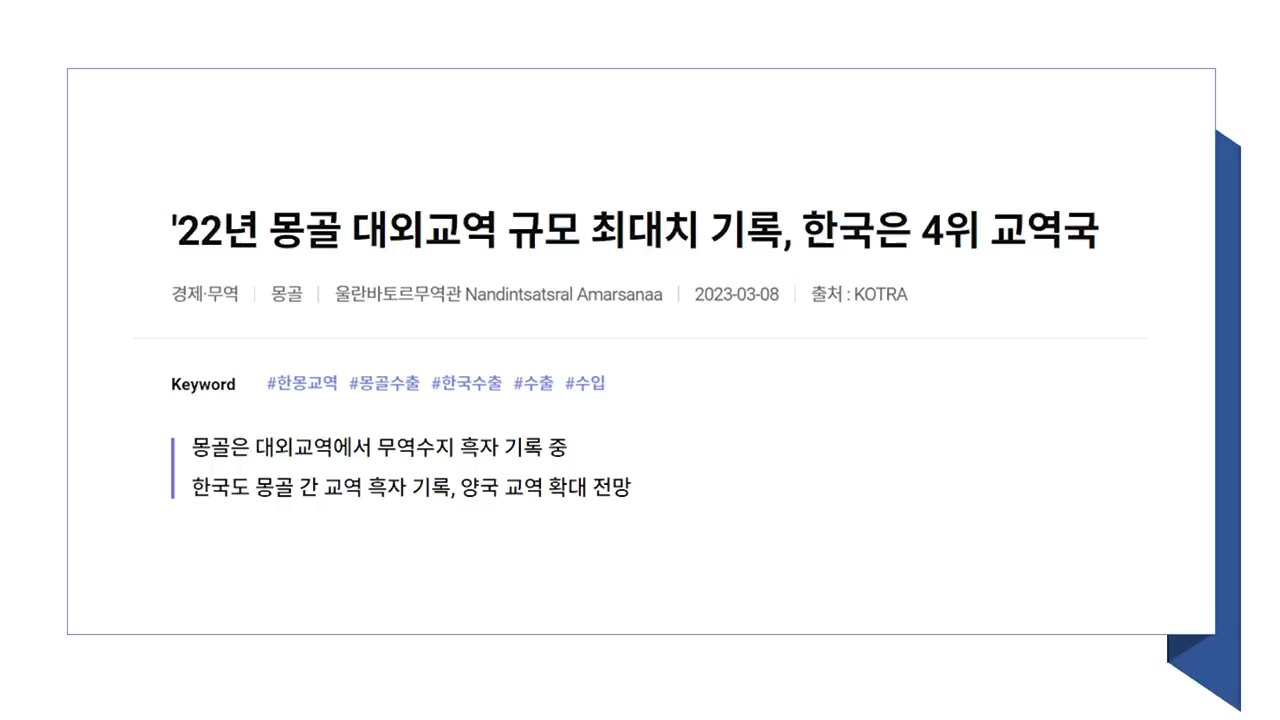 '22년 몽골 대외교역 규모 최대치 기록, 한국은 4위 교역국
경제·무역 | 몽골 | 울란바토르무역관 Nandintsatsral Amarsanaa | 2023-03-08 | 출처 : KOTRA
Keyword #한몽교역 #몽골수출 #한국수출 #수출 #수입
몽골은 대외교역에서 무역수지 흑자 기록 중
한국도 몽골 간 교역 흑자 기록, 양국 교역 확대 전망